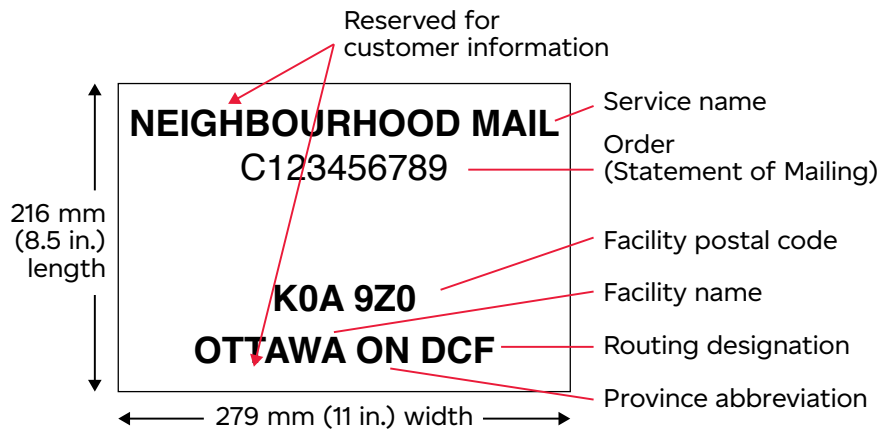 Reserved for
customer information
NEIGHBOURHOOD MAIL
Service name
C123456789
Order
(Statement of Mailing)
216 mm
(8.5 in.)
length
K0A 9Z0
Facility postal code
Facility name
OTTAWA ON DCF
Routing designation
Province abbreviation
279 mm (11 in.) width